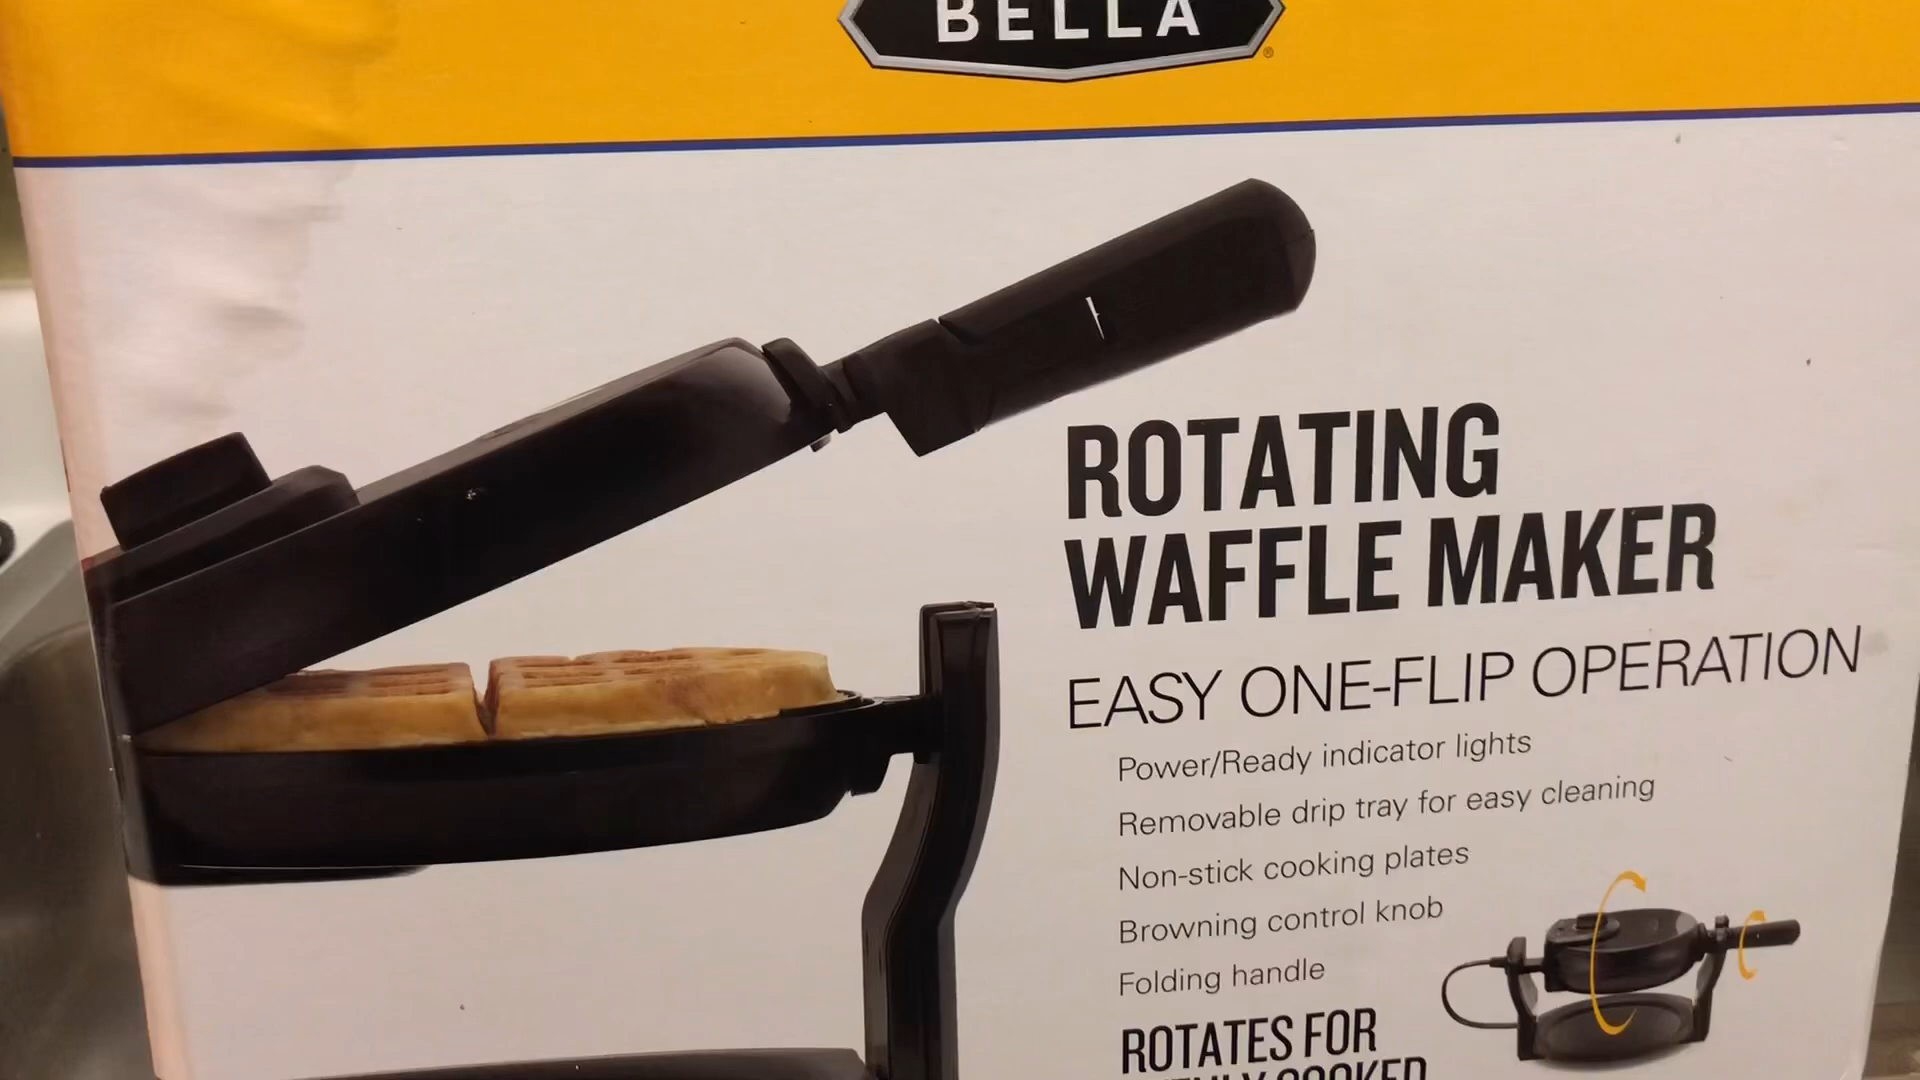 BELLA
ROTATING
WAFFLE MAKER
EASY ONE-FLIP OPERATION
Power/Ready indicator lights
Removable drip tray for easy cleaning
Non-stick cooking plates
Browning control knob
Folding handle
ROTATES FOR
COOKED